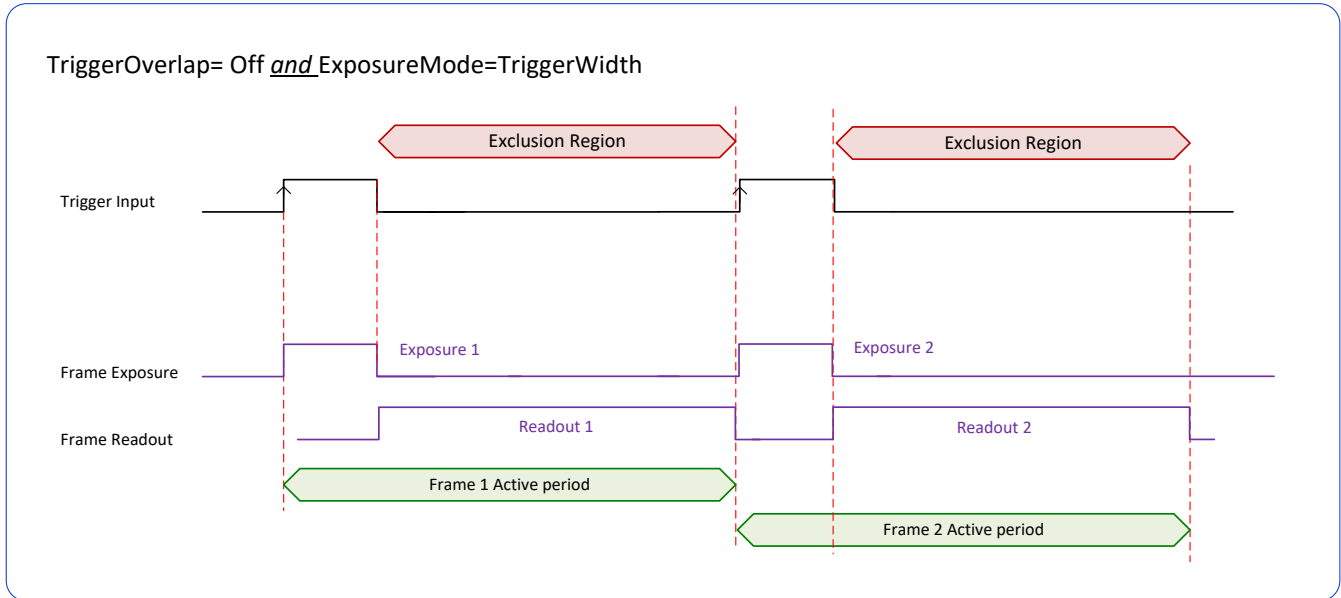 TriggerOverlap= Off and ExposureMode=TriggerWidth
Exclusion Region
Exclusion Region
Trigger Input
Exposure 1
Exposure 2
Frame Exposure
Readout 1
Readout 2
Frame Readout
Frame 1 Active period
Frame 2 Active period